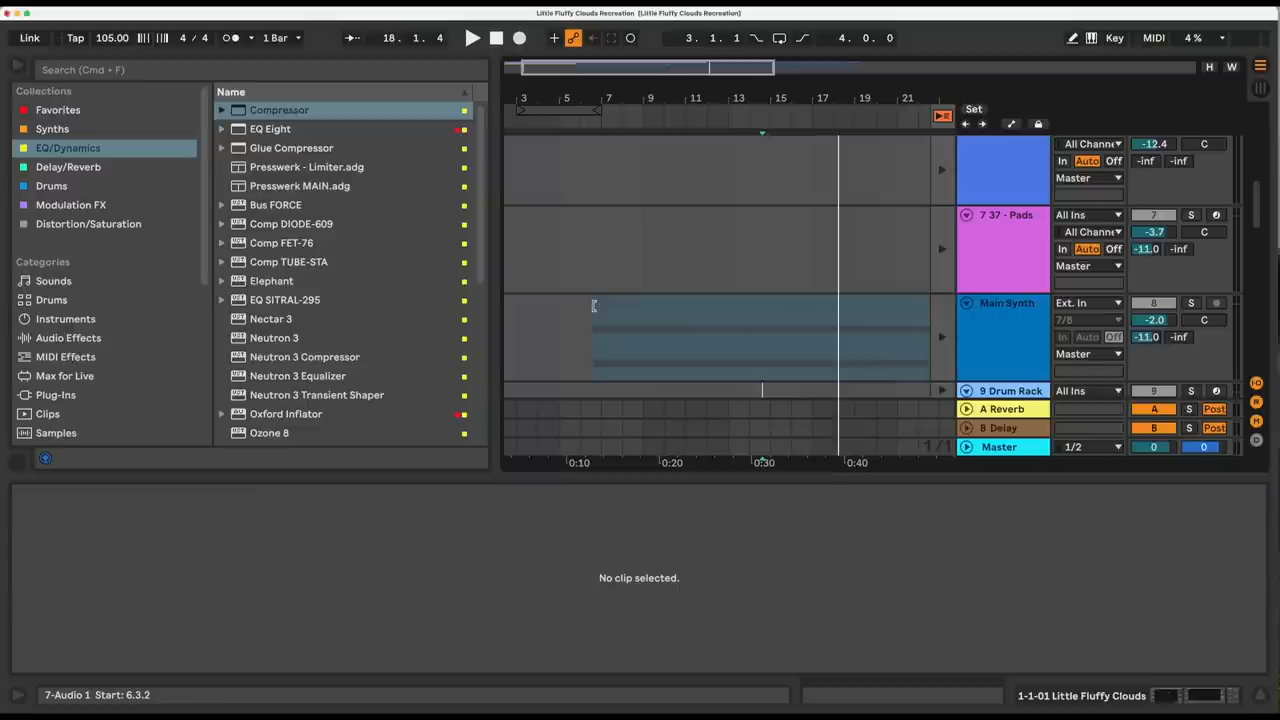 Little Fluffy Clouds Recreation [Little Fluffy Clouds Recreation]
Link Tap 105.00 4 / 4 1 Bar 18. 1. 4 3. 1. 1 4. 0. 0 Key MIDI 4 %
Search (Cmd + F)
H W
Collections
Favorites
Synths
EQ/Dynamics
Delay/Reverb
Drums
Modulation FX
Distortion/Saturation
Categories
Sounds
Drums
Instruments
Audio Effects
MIDI Effects
Max for Live
Plug-Ins
Clips
Samples
Name
Compressor
EQ Eight
Glue Compressor
Presswerk - Limiter.adg
Presswerk MAIN.adg
Bus FORCE
Comp DIODE-609
Comp FET-76
Comp TUBE-STA
Elephant
EQ SITRAL-295
Nectar 3
Neutron 3
Neutron 3 Compressor
Neutron 3 Equalizer
Neutron 3 Transient Shaper
Oxford Inflator
Ozone 8
3 5 7 9 11 13 15 17 19 21
Set
All Channe -12.4 C
In Auto Off -inf -inf
Master
7 37 - Pads All Ins 7 S
All Channe -3.7 C
In Auto Off -11.0 -inf
Master
Main Synth Ext. In 8 S
7/8 -2.0 C
In Auto Off -11.0 -inf
Master
9 Drum Rack All Ins 9 S
A Reverb A S Post
B Delay B S Post
1/1 Master 1/2 0 0
0:10 0:20 0:30 0:40
No clip selected.
7-Audio 1 Start: 6.3.2
1-1-01 Little Fluffy Clouds